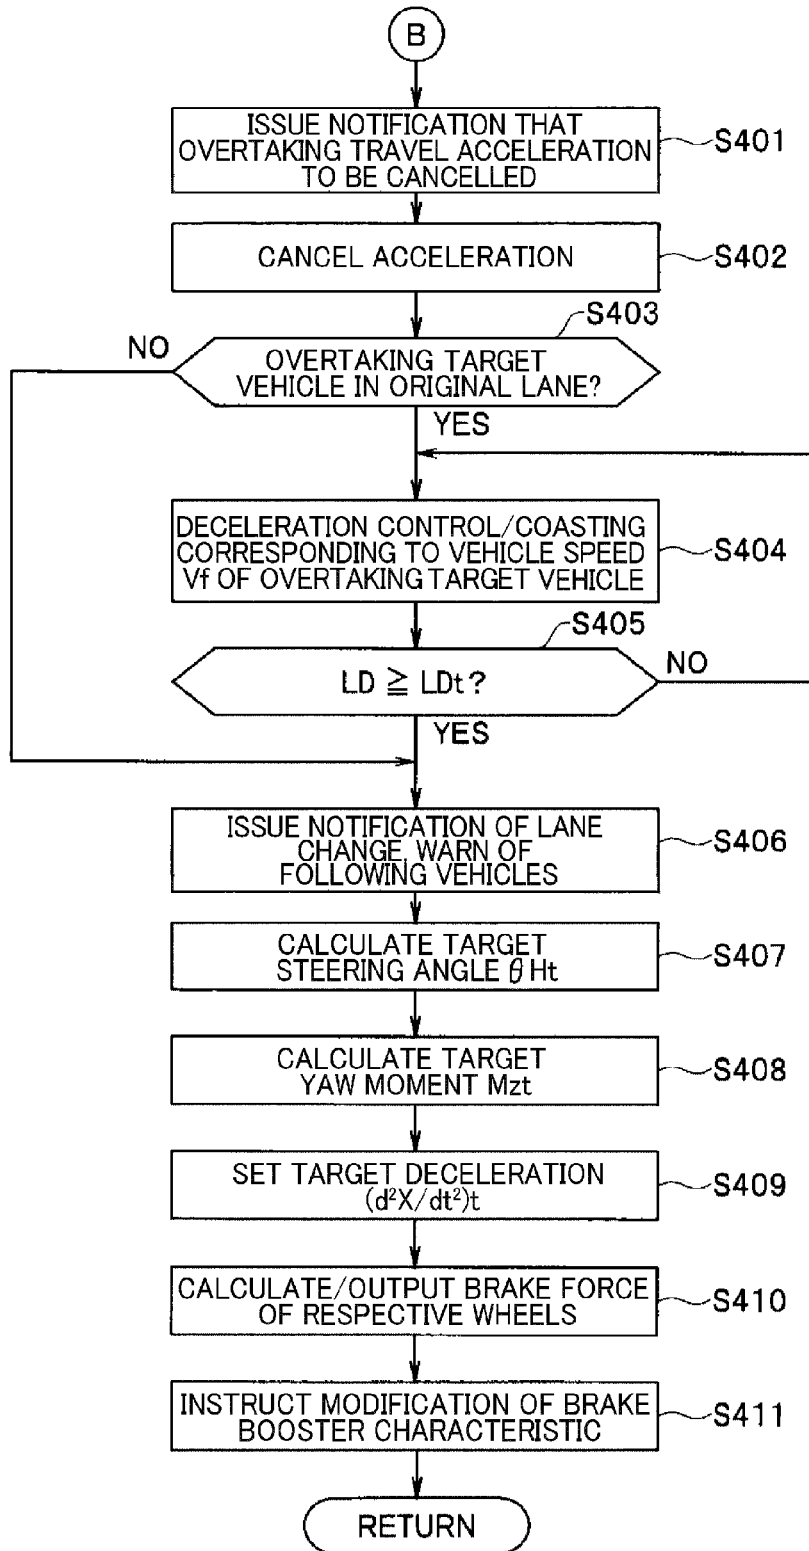 B
ISSUE NOTIFICATION THAT
OVERTAKING TRAVEL ACCELERATION
TO BE CANCELLED
S401
CANCEL ACCELERATION
S402
S403
NO
OVERTAKING TARGET
VEHICLE IN ORIGINAL LANE?
YES
DECELERATION CONTROL/COASTING
CORRESPONDING TO VEHICLE SPEED
Vf OF OVERTAKING TARGET VEHICLE
S404
S405
LD ≧ LDt?
NO
YES
ISSUE NOTIFICATION OF LANE
CHANGE, WARN OF
FOLLOWING VEHICLES
S406
CALCULATE TARGET
STEERING ANGLE θHt
S407
CALCULATE TARGET
YAW MOMENT Mzt
S408
SET TARGET DECELERATION
(d²X/dt²)t
S409
CALCULATE/OUTPUT BRAKE FORCE
OF RESPECTIVE WHEELS
S410
INSTRUCT MODIFICATION OF BRAKE
BOOSTER CHARACTERISTIC
S411
RETURN